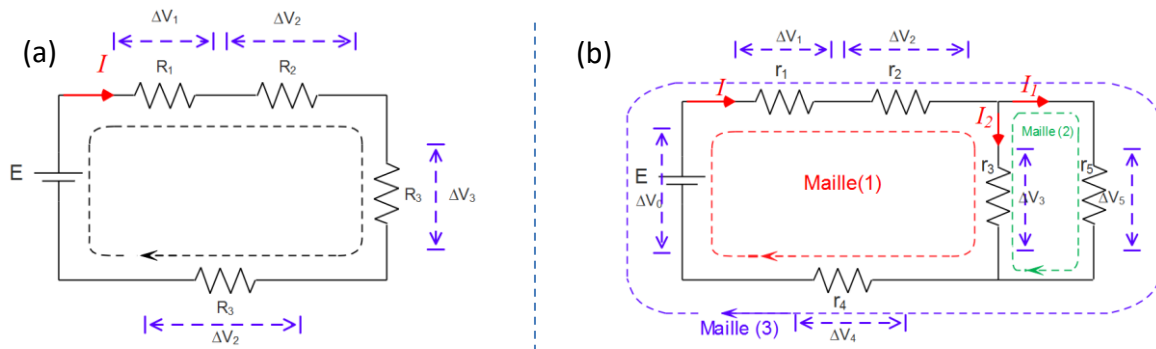 (a)
ΔV₁ ΔV₂
I R₁ R₂
E
R₃ ΔV₃
R₃
ΔV₂
(b)
ΔV₁ ΔV₂
I r₁ r₂ I₁
I₂ Maille (2)
E Maille(1) r₃ r₅
ΔV₀ ΔV₃ ΔV₅
r₄
Maille (3) ΔV₄